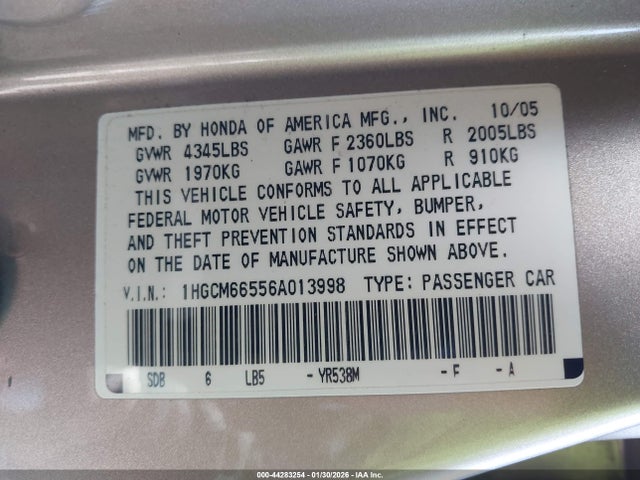 MFD. BY HONDA OF AMERICA MFG., INC. 10/05
GVWR 4345LBS GAWR F 2360LBS R 2005LBS
GVWR 1970KG GAWR F 1070KG R 910KG
THIS VEHICLE CONFORMS TO ALL APPLICABLE
FEDERAL MOTOR VEHICLE SAFETY, BUMPER,
AND THEFT PREVENTION STANDARDS IN EFFECT
ON THE DATE OF MANUFACTURE SHOWN ABOVE.
V.I.N.: 1HGCM66556A013998 TYPE: PASSENGER CAR
SDB 6 LB5 -YR538M -F -A
000-44283254 - 01/30/2026 - IAA Inc.